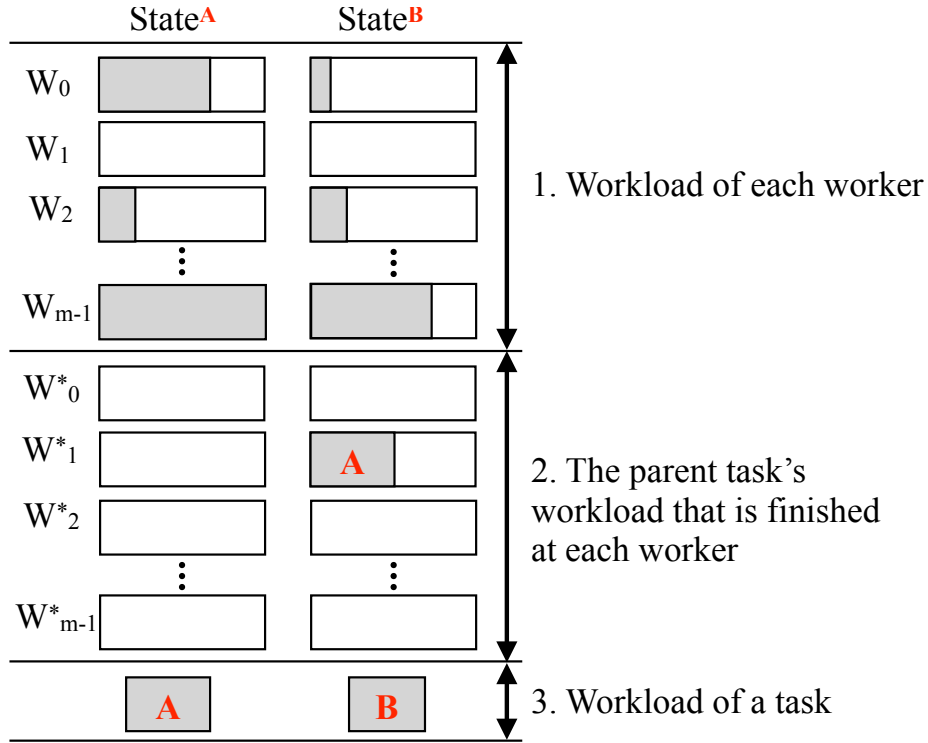 StateA StateB
W0
W1
W2
Wm-1
1. Workload of each worker
W*0
W*1
A
W*2
W*m-1
2. The parent task’s
workload that is finished
at each worker
A B
3. Workload of a task